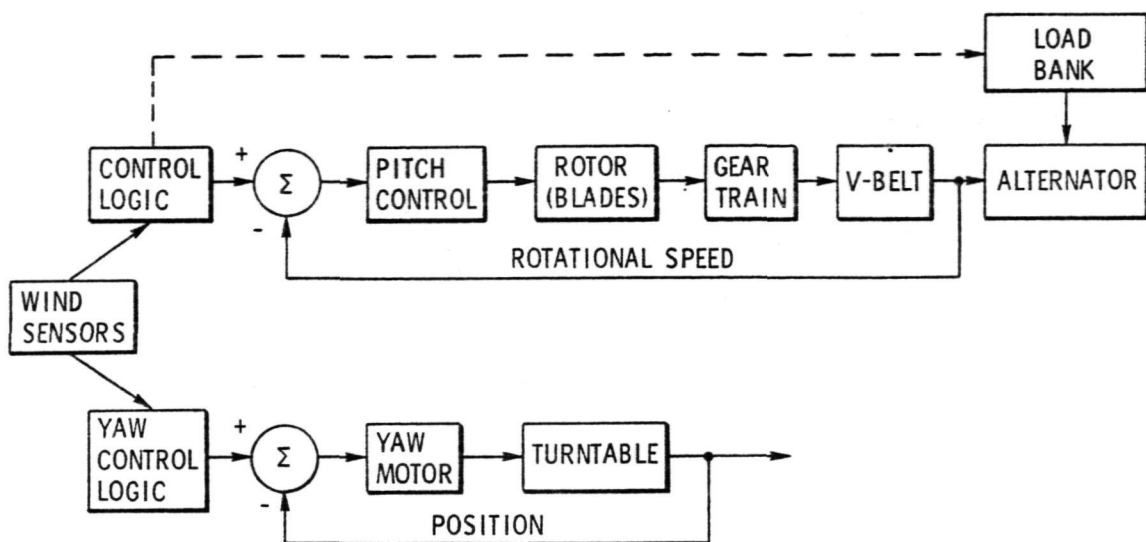 LOAD
BANK
CONTROL
LOGIC
+
Σ
-
PITCH
CONTROL
ROTOR
(BLADES)
GEAR
TRAIN
V-BELT
ALTERNATOR
ROTATIONAL SPEED
WIND
SENSORS
YAW
CONTROL
LOGIC
+
Σ
-
YAW
MOTOR
TURNTABLE
POSITION